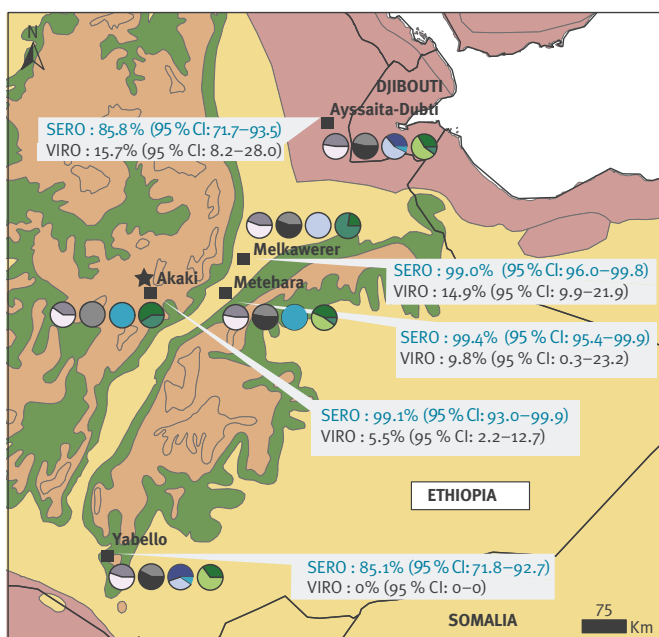 N
DJIBOUTI
Ayssaita-Dubti
SERO : 85.8% (95 % CI: 71.7–93.5)
VIRO : 15.7% (95 % CI: 8.2–28.0)
Melkawerer
Akaki
Metehara
SERO : 99.0% (95 % CI: 96.0–99.8)
VIRO : 14.9% (95 % CI: 9.9–21.9)
SERO : 99.4% (95 % CI: 95.4–99.9)
VIRO : 9.8% (95 % CI: 0.3–23.2)
SERO : 99.1% (95 % CI: 93.0–99.9)
VIRO : 5.5% (95 % CI: 2.2–12.7)
ETHIOPIA
Yabello
SERO : 85.1% (95 % CI: 71.8–92.7)
VIRO : 0% (95 % CI: 0–0)
SOMALIA
75
Km